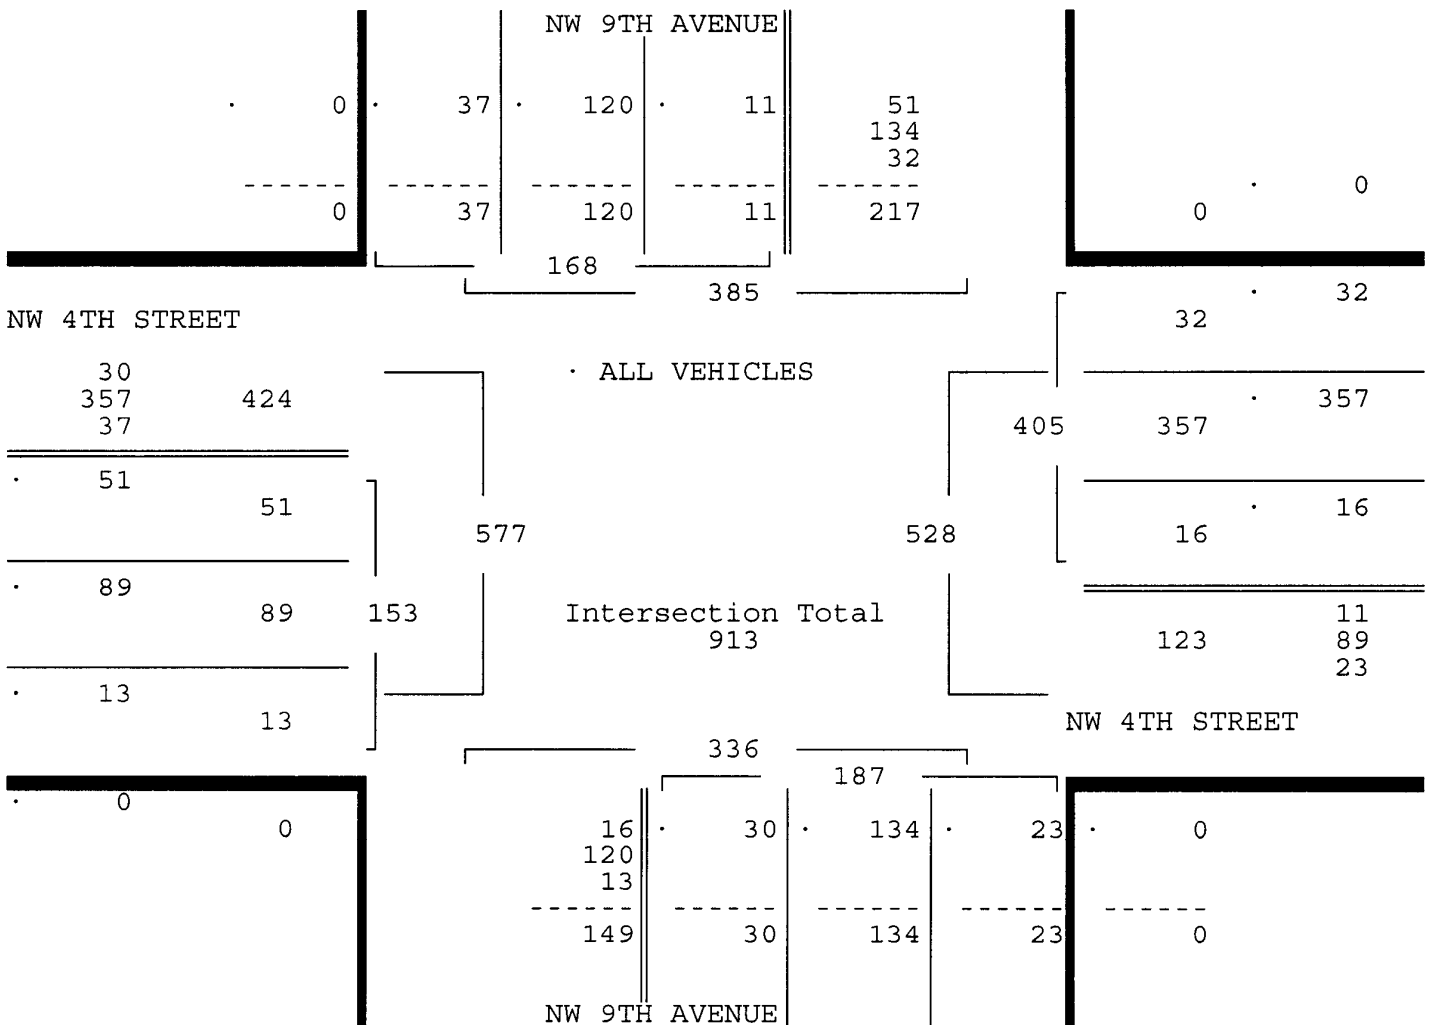 NW 9TH AVENUE
· 0 · 37 · 120 · 11 51
134
32
------ ------ ------ ------ ------
· 0
0 37 120 11 217 0
168
385
· 32
NW 4TH STREET 32
30 · ALL VEHICLES
357 424 · 357
37 405 357
· 51
51 · 16
577 528 16
· 89
89 153 Intersection Total 11
913 123 89
23
· 13
13 NW 4TH STREET
336
187
· 0
0 16 · 30 · 134 · 23 · 0
120
13
------ ------ ------ ------ ------
149 30 134 23 0
NW 9TH AVENUE